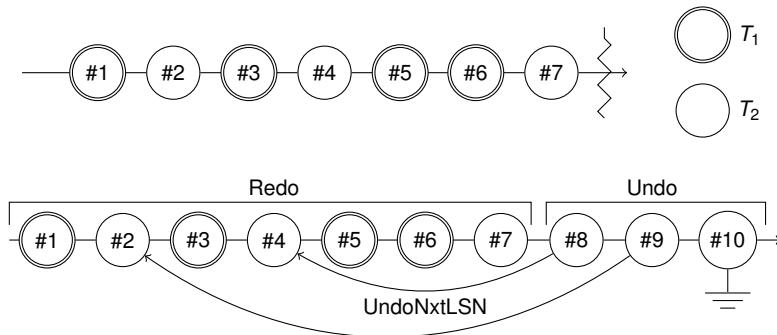 #1 #2 #3 #4 #5 #6 #7
T1
T2
Redo Undo
#1 #2 #3 #4 #5 #6 #7 #8 #9 #10
UndoNxtLSN